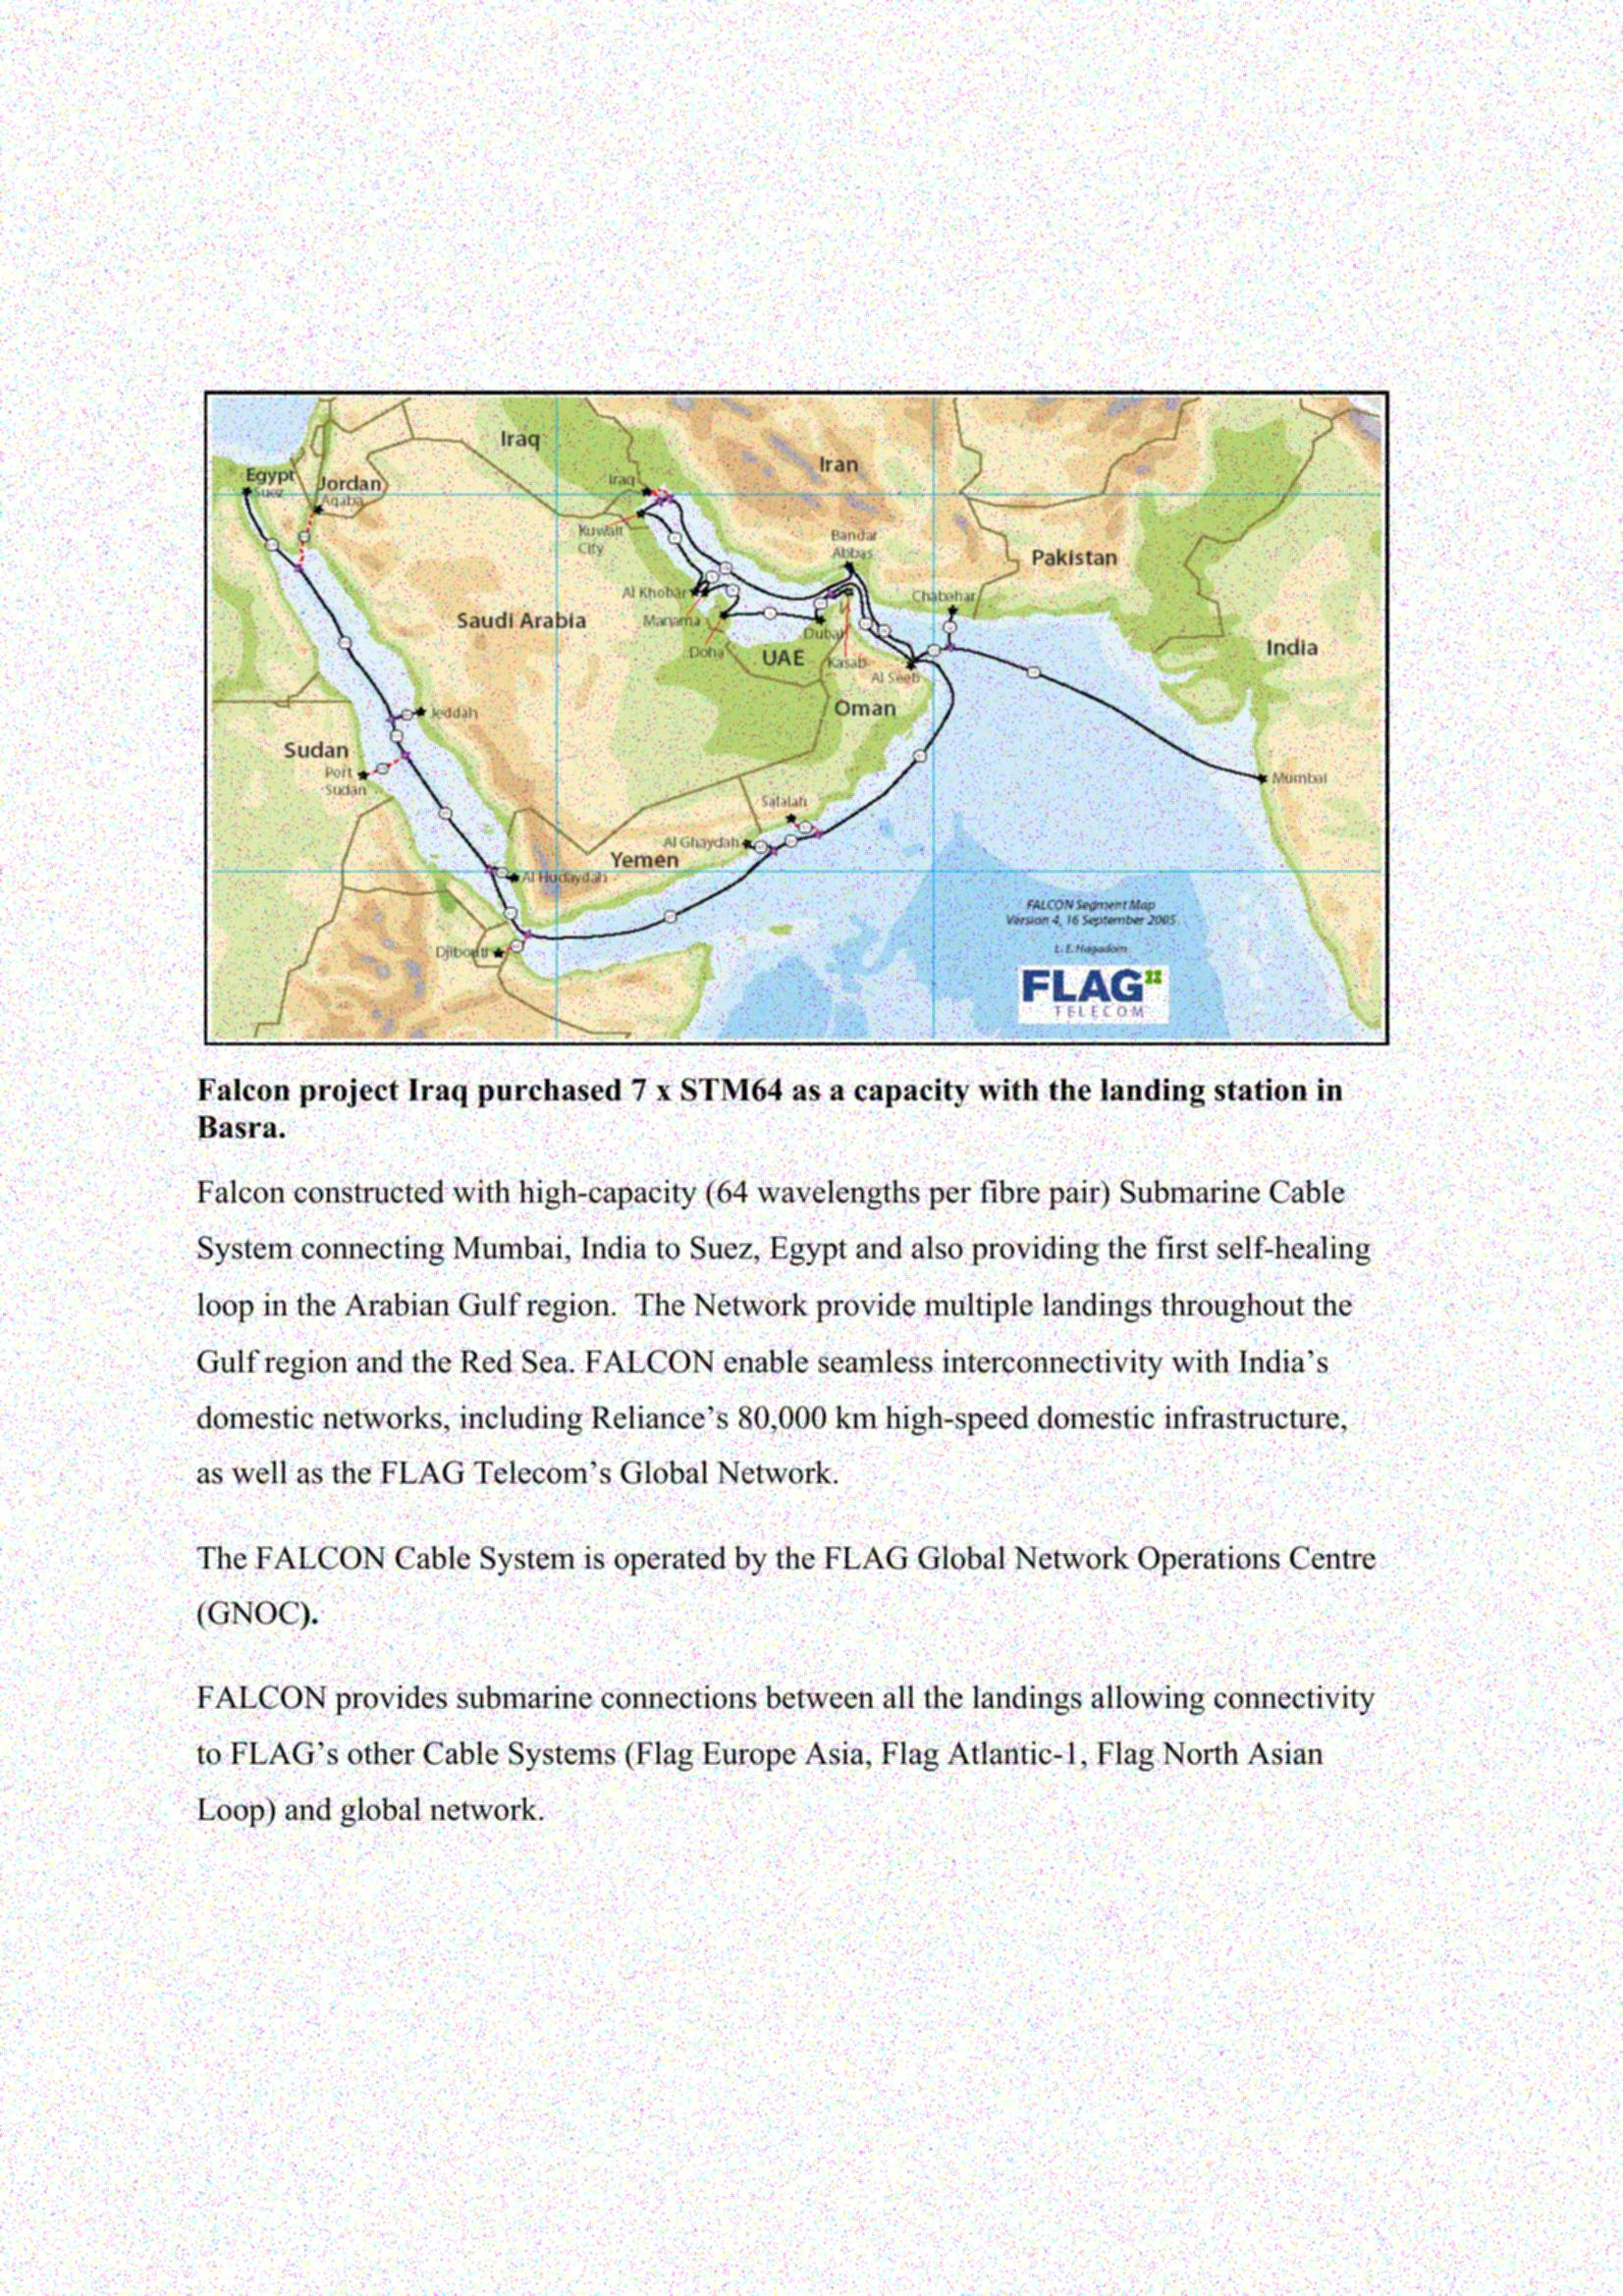 Iraq
Iran
Egypt
Suez
Jordan
Aqaba
Iraq
Kuwait
City
Bandar
Abbas
Pakistan
Al Khobar
Chabahar
Saudi Arabia
Manama
Dubai
India
Doha
UAE
Kasab
Al Seeb
Oman
Jeddah
Sudan
Port
Sudan
Mumbai
Salalah
Al Ghaydah
Yemen
Al Hudaydah
Djibouti
FALCON Segment Map
Version 4, 16 September 2005
L. E. Hagadorn
FLAG
TELECOM
Falcon project Iraq purchased 7 x STM64 as a capacity with the landing station in
Basra.
Falcon constructed with high-capacity (64 wavelengths per fibre pair) Submarine Cable
System connecting Mumbai, India to Suez, Egypt and also providing the first self-healing
loop in the Arabian Gulf region.  The Network provide multiple landings throughout the
Gulf region and the Red Sea. FALCON enable seamless interconnectivity with India’s
domestic networks, including Reliance’s 80,000 km high-speed domestic infrastructure,
as well as the FLAG Telecom’s Global Network.
The FALCON Cable System is operated by the FLAG Global Network Operations Centre
(GNOC).
FALCON provides submarine connections between all the landings allowing connectivity
to FLAG’s other Cable Systems (Flag Europe Asia, Flag Atlantic-1, Flag North Asian
Loop) and global network.